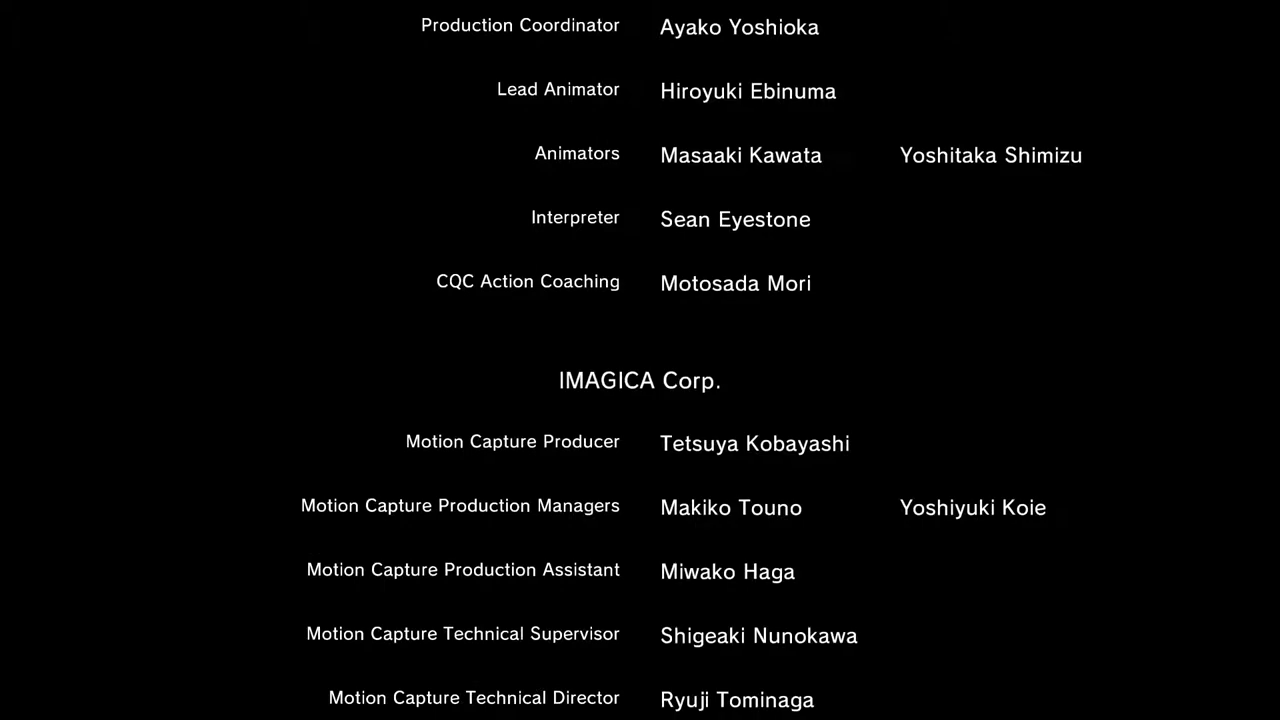 Production Coordinator Ayako Yoshioka
Lead Animator Hiroyuki Ebinuma
Animators Masaaki Kawata Yoshitaka Shimizu
Interpreter Sean Eyestone
CQC Action Coaching Motosada Mori
IMAGICA Corp.
Motion Capture Producer Tetsuya Kobayashi
Motion Capture Production Managers Makiko Touno Yoshiyuki Koie
Motion Capture Production Assistant Miwako Haga
Motion Capture Technical Supervisor Shigeaki Nunokawa
Motion Capture Technical Director Ryuji Tominaga